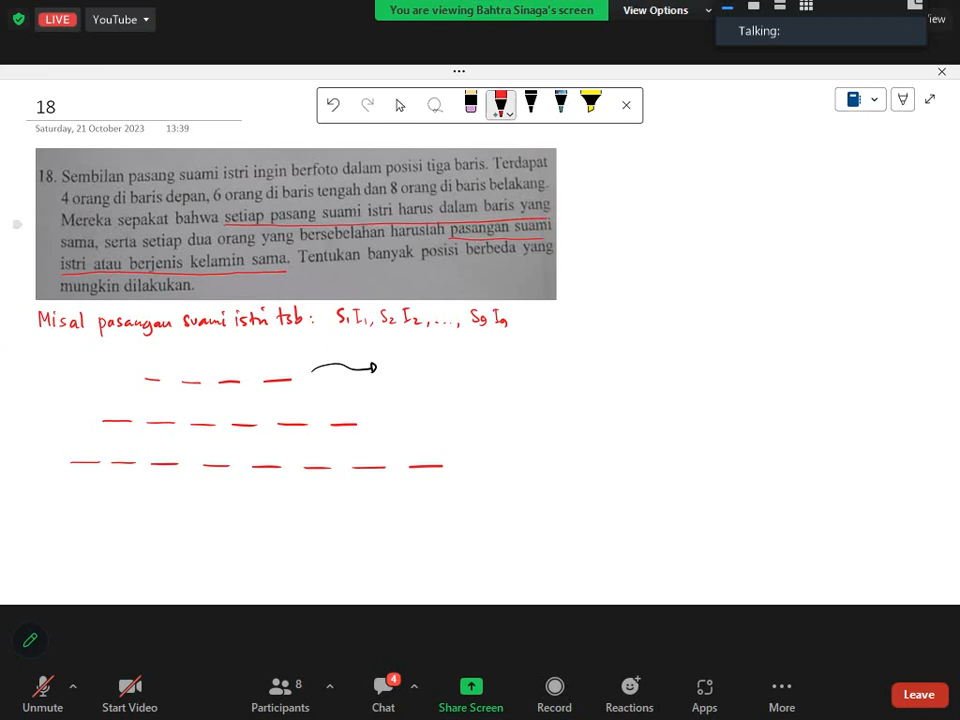 LIVE
YouTube
You are viewing Bahtra Sinaga's screen
View Options
iew
Talking:
18
Saturday, 21 October 2023 13:39
18. Sembilan pasang suami istri ingin berfoto dalam posisi tiga baris. Terdapat
4 orang di baris depan, 6 orang di baris tengah dan 8 orang di baris belakang.
Mereka sepakat bahwa setiap pasang suami istri harus dalam baris yang
sama, serta setiap dua orang yang bersebelahan haruslah pasangan suami
istri atau berjenis kelamin sama. Tentukan banyak posisi berbeda yang
mungkin dilakukan.
Misal pasangan suami istri tsb: S₁I₁, S₂I₂, ..., S₉I₉
4
8
Unmute
Start Video
Participants
Chat
Share Screen
Record
Reactions
Apps
More
Leave